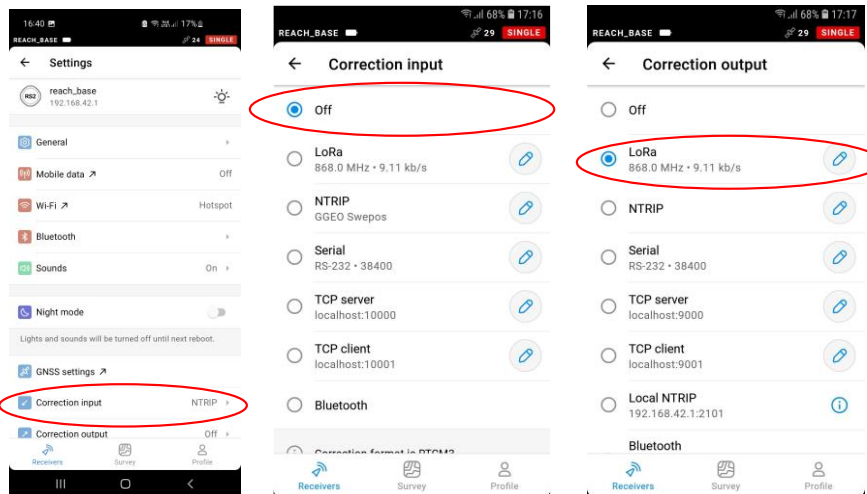 16:40 17%
REACH_BASE 24 SINGLE
← Settings
RS2 reach_base
192.168.42.1
General
Mobile data Off
Wi-Fi Hotspot
Bluetooth
Sounds On
Night mode
Lights and sounds will be turned off until next reboot.
GNSS settings
Correction input NTRIP
Correction output Off
Receivers Survey Profile
68% 17:16
REACH_BASE 29 SINGLE
← Correction input
Off
LoRa
868.0 MHz • 9.11 kb/s
NTRIP
GGEO Swepos
Serial
RS-232 • 38400
TCP server
localhost:10000
TCP client
localhost:10001
Bluetooth
Correction format is RTCM3
Receivers Survey Profile
68% 17:17
REACH_BASE 29 SINGLE
← Correction output
Off
LoRa
868.0 MHz • 9.11 kb/s
NTRIP
Serial
RS-232 • 38400
TCP server
localhost:9000
TCP client
localhost:9001
Local NTRIP
192.168.42.1:2101
Bluetooth
Receivers Survey Profile